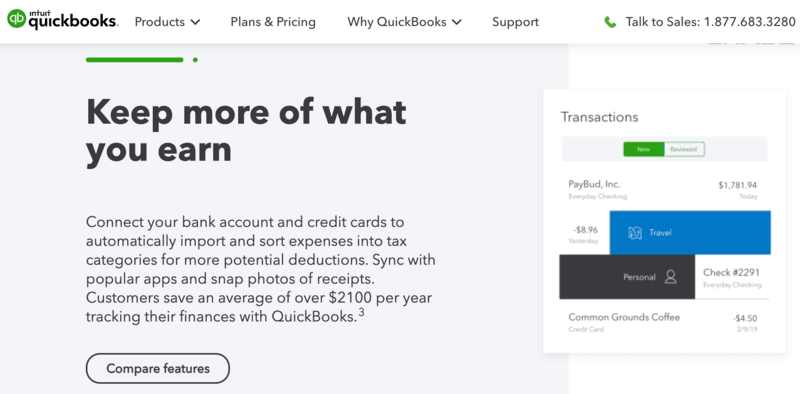 intuit
quickbooks.
Products
Plans & Pricing
Why QuickBooks
Support
Talk to Sales: 1.877.683.3280
Keep more of what
you earn
Connect your bank account and credit cards to
automatically import and sort expenses into tax
categories for more potential deductions. Sync with
popular apps and snap photos of receipts.
Customers save an average of over $2100 per year
tracking their finances with QuickBooks.³
Compare features
Transactions
New Reviewed
PayBud, Inc. $1,781.94
Everyday Checking Today
-$8.96 Travel
Yesterday
Personal Check #2291
Everyday Checking
Common Grounds Coffee -$4.50
Credit Card 2/9/19